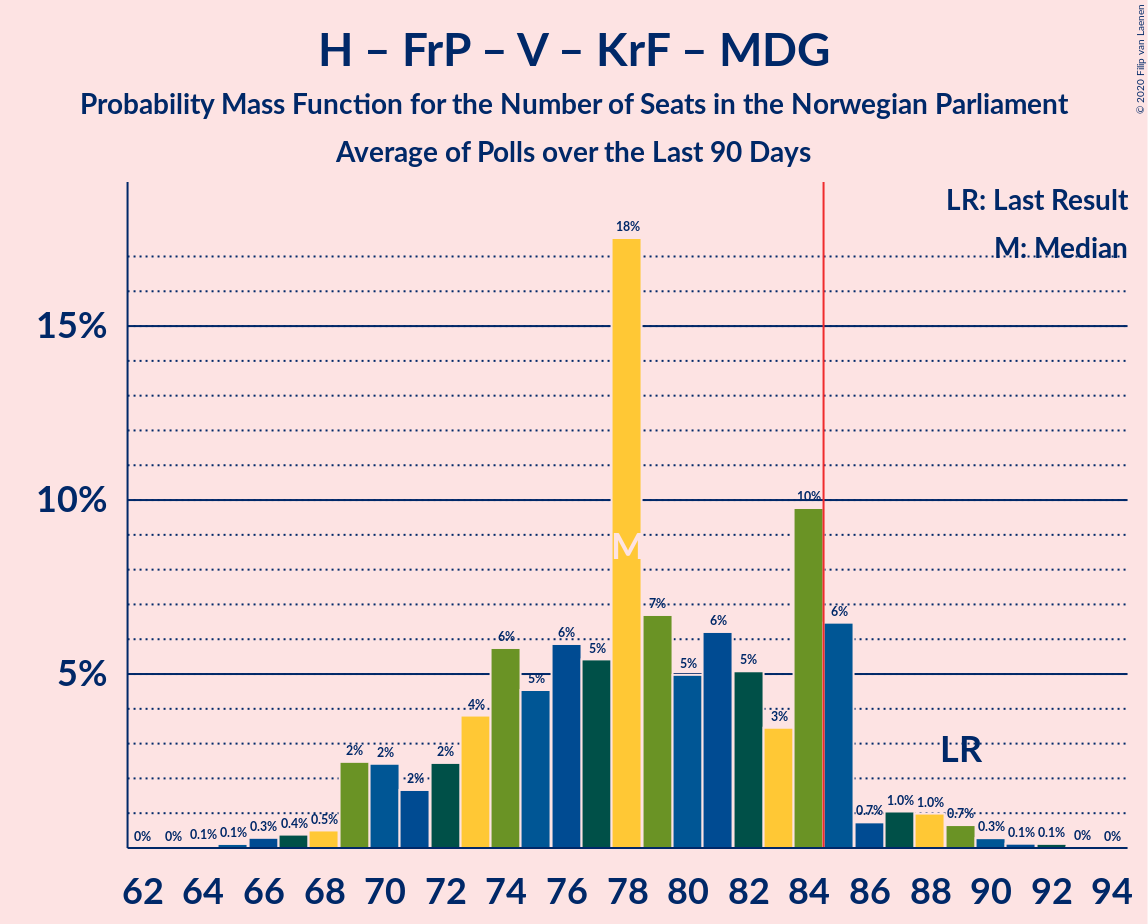 H – FrP – V – KrF – MDG
Probability Mass Function for the Number of Seats in the Norwegian Parliament
Average of Polls over the Last 90 Days
© 2020 Filip van Laenen
LR: Last Result
M: Median
15%
10%
5%
0% 0% 0.1% 0.1% 0.3% 0.4% 0.5% 2% 2% 2% 2% 4% 6% 5% 6% 5% 18% 7% 5% 6% 5% 3% 10% 6% 0.7% 1.0% 1.0% 0.7% 0.3% 0.1% 0.1% 0% 0%
M
LR
62 64 66 68 70 72 74 76 78 80 82 84 86 88 90 92 94